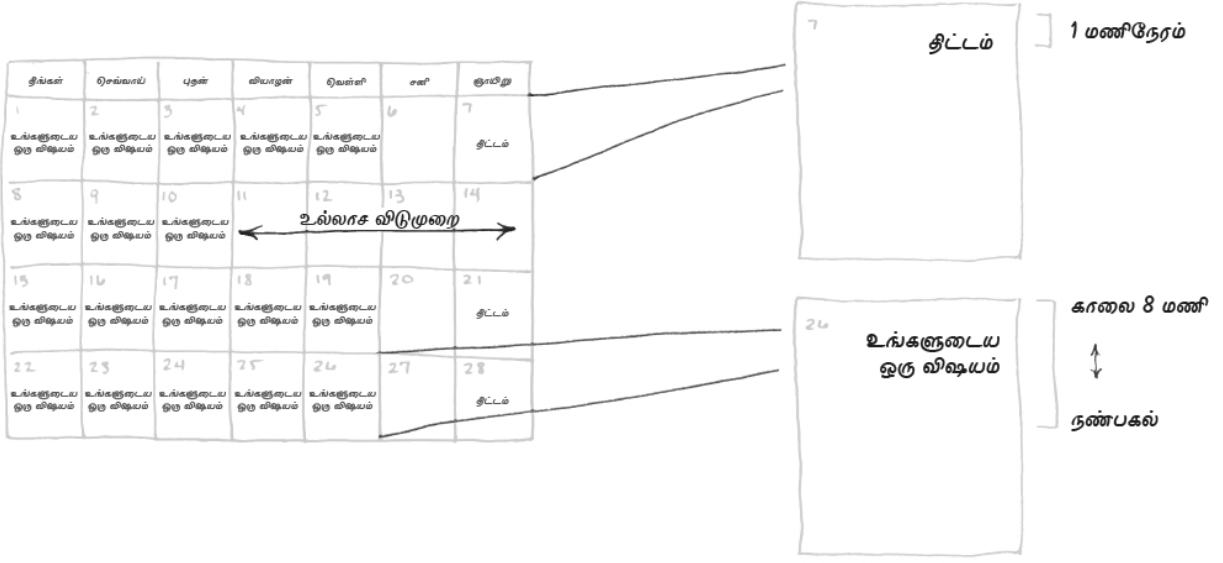 திங்கள் செவ்வாய் புதன் வியாழன் வெள்ளி சனி ஞாயிறு
1 2 3 4 5 6 7
உங்களுடைய உங்களுடைய உங்களுடைய உங்களுடைய உங்களுடைய
ஒரு விஷயம் ஒரு விஷயம் ஒரு விஷயம் ஒரு விஷயம் ஒரு விஷயம் திட்டம்
8 9 10 11 12 13 14
உல்லாச விடுமுறை
உங்களுடைய உங்களுடைய உங்களுடைய
ஒரு விஷயம் ஒரு விஷயம் ஒரு விஷயம்
15 16 17 18 19 20 21
உங்களுடைய உங்களுடைய உங்களுடைய உங்களுடைய உங்களுடைய
ஒரு விஷயம் ஒரு விஷயம் ஒரு விஷயம் ஒரு விஷயம் ஒரு விஷயம் திட்டம்
22 23 24 25 26 27 28
உங்களுடைய உங்களுடைய உங்களுடைய உங்களுடைய உங்களுடைய
ஒரு விஷயம் ஒரு விஷயம் ஒரு விஷயம் ஒரு விஷயம் ஒரு விஷயம் திட்டம்
7
திட்டம்
1 மணிநேரம்
26
உங்களுடைய
ஒரு விஷயம்
காலை 8 மணி
நண்பகல்